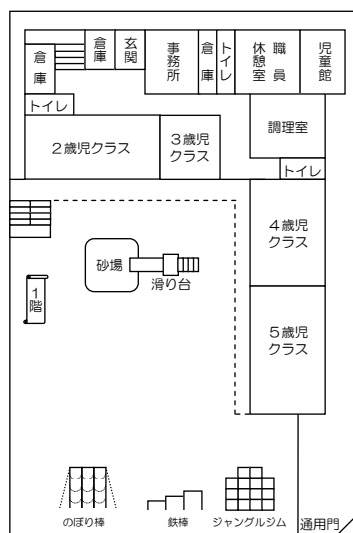 倉庫
倉庫
玄関
事務所
倉庫
トイレ
職員
休憩室
児童館
トイレ
2歳児クラス
3歳児
クラス
調理室
トイレ
4歳児
クラス
砂場
滑り台
1階
5歳児
クラス
のぼり棒
鉄棒
ジャングルジム
通用門